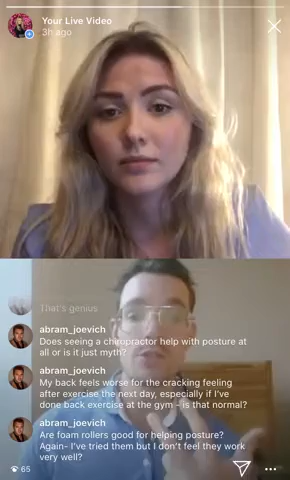 Your Live Video
3h ago
That's genius
abram_joevich
Does seeing a chiropractor help with posture
at all or is it just myth?
abram_joevich
My back feels worse for the cracking feeling
after exercise the next day, especially if I've
done back exercise at the gym - is that normal?
abram_joevich
Are foam rollers good for helping posture?
Again- I've tried them but I don't feel they work
very well?
65